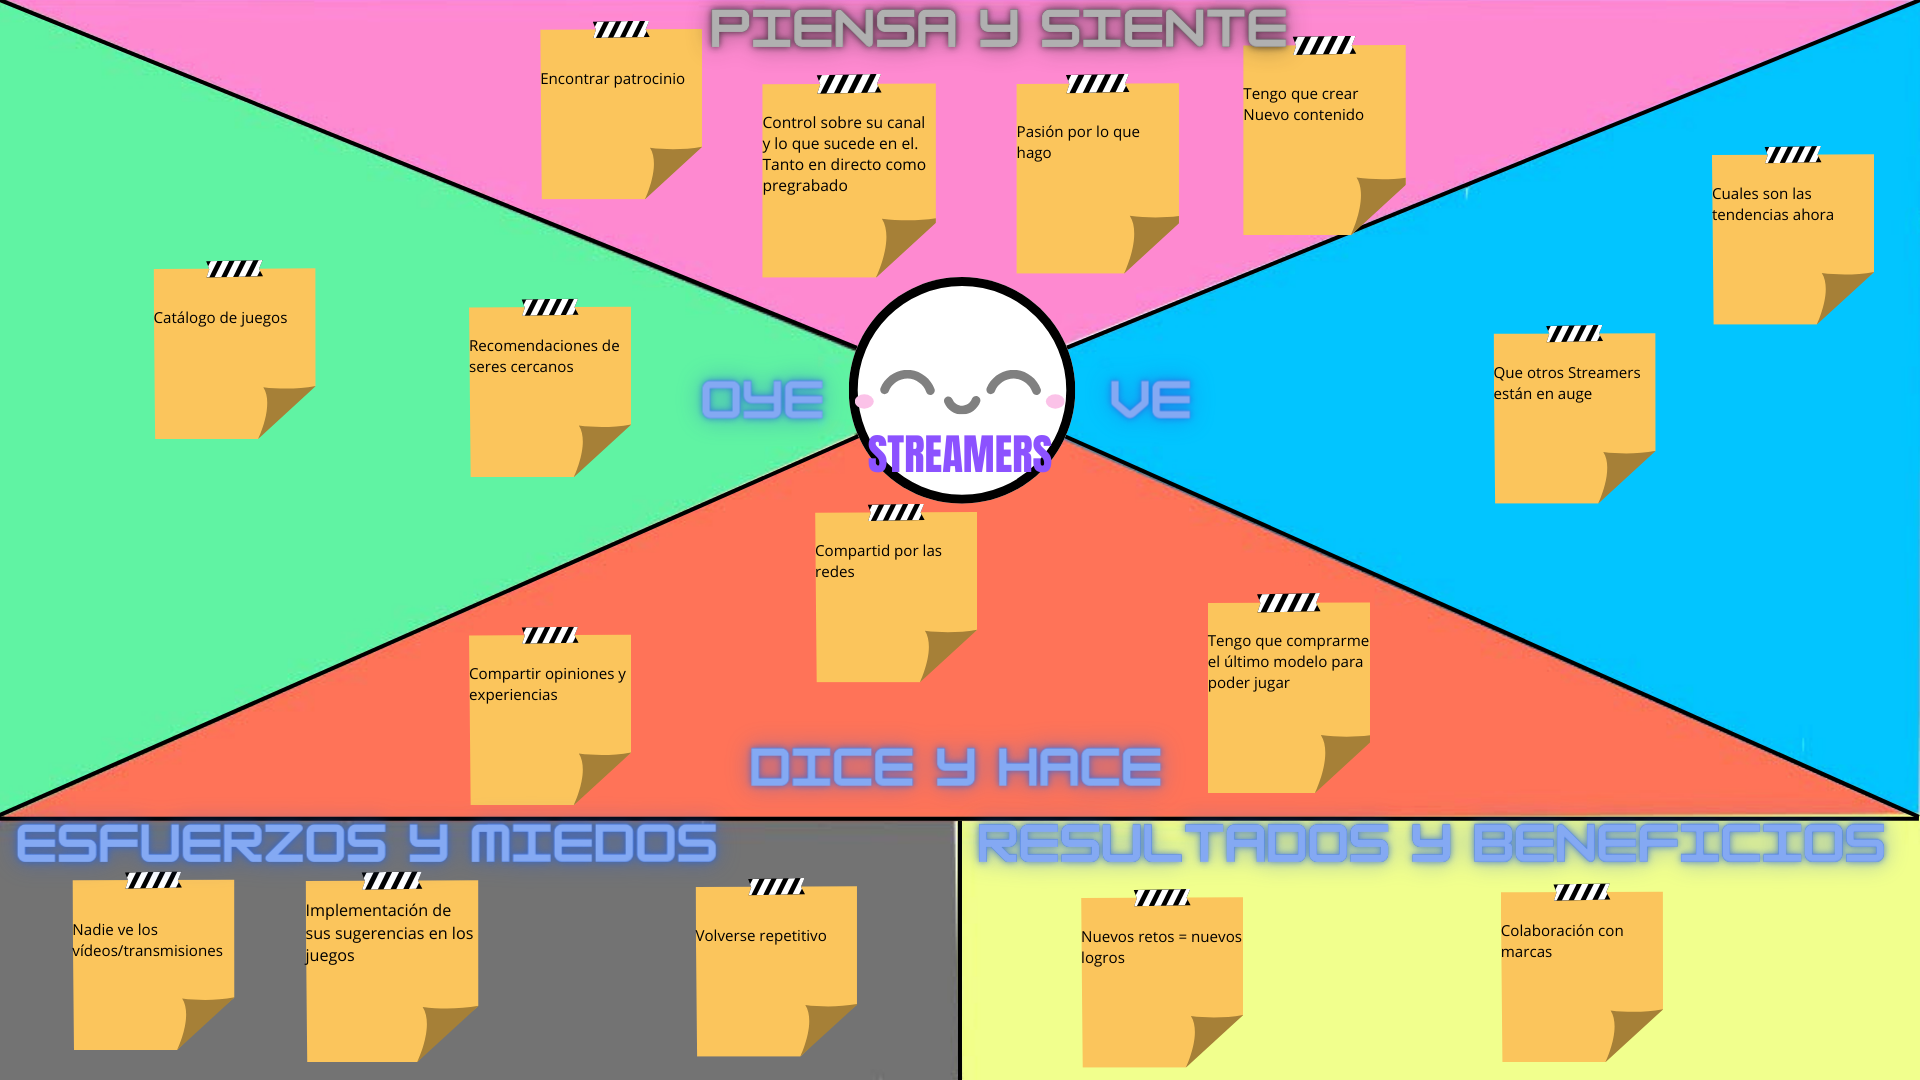 PIENSA Y SIENTE
Encontrar patrocinio
Control sobre su canal
y lo que sucede en el.
Tanto en directo como
pregrabado
Pasión por lo que
hago
Tengo que crear
Nuevo contenido
Catálogo de juegos
Recomendaciones de
seres cercanos
OYE
STREAMERS
VE
Cuales son las
tendencias ahora
Que otros Streamers
están en auge
Compartid por las
redes
Compartir opiniones y
experiencias
Tengo que comprarme
el último modelo para
poder jugar
DICE Y HACE
ESFUERZOS Y MIEDOS
Nadie ve los
vídeos/transmisiones
Implementación de
sus sugerencias en los
juegos
Volverse repetitivo
RESULTADOS Y BENEFICIOS
Nuevos retos = nuevos
logros
Colaboración con
marcas